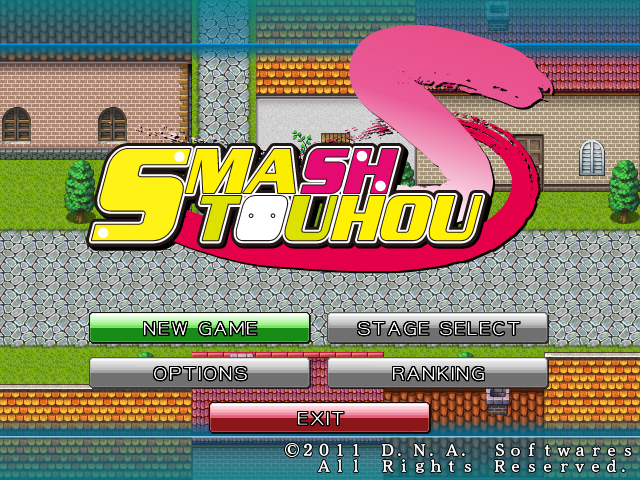 SMASH
TOUHOU
S
NEW GAME
STAGE SELECT
OPTIONS
RANKING
EXIT
©2011 D.N.A. Softwares
All Rights Reserved.